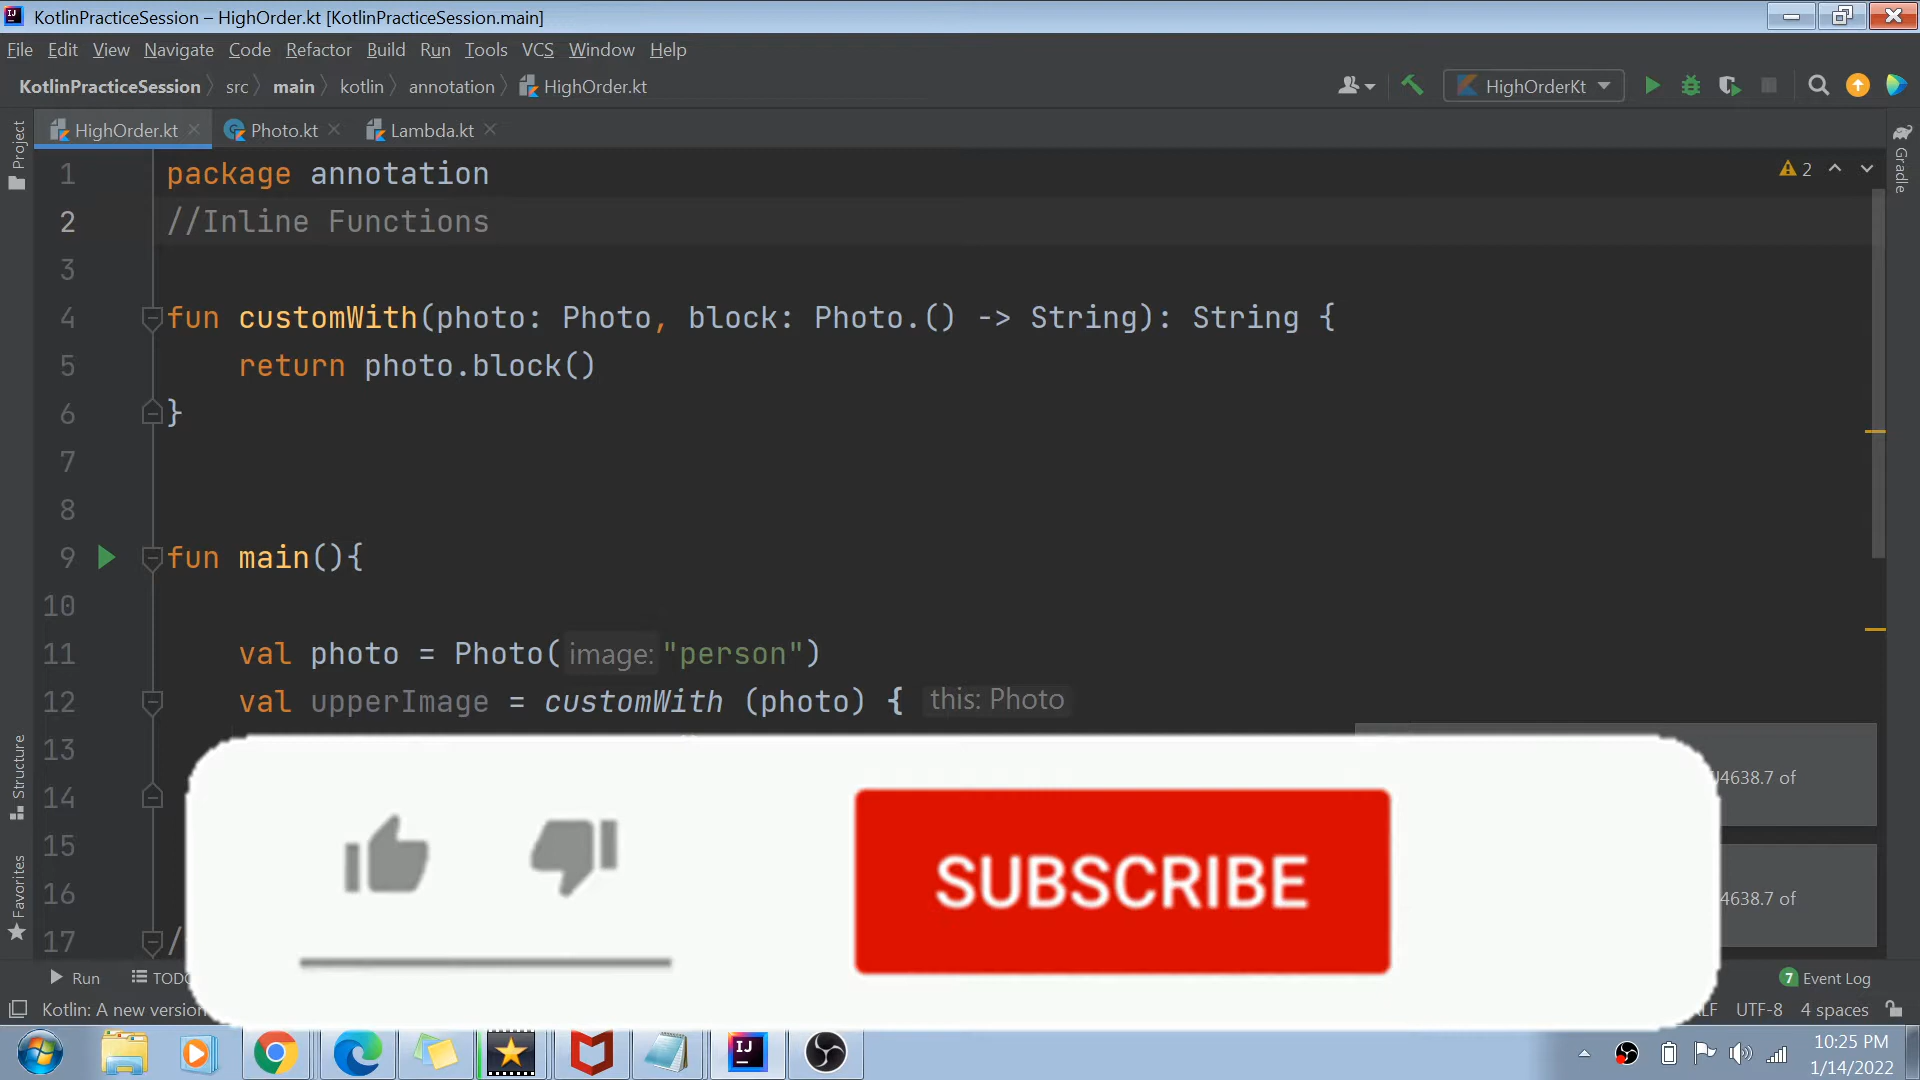 KotlinPracticeSession – HighOrder.kt [KotlinPracticeSession.main]
File Edit View Navigate Code Refactor Build Run Tools VCS Window Help
KotlinPracticeSession src main kotlin annotation HighOrder.kt HighOrderKt
HighOrder.kt Photo.kt Lambda.kt
Project
Gradle
1 package annotation
2
2 //Inline Functions
3
4 fun customWith(photo: Photo, block: Photo.() -> String): String {
5 return photo.block()
6 }
7
8
9 fun main(){
10
11 val photo = Photo( image: "person")
12 val upperImage = customWith (photo) { this: Photo
13
14
15
16
17 /
Structure
Favorites
4638.7 of
4638.7 of
SUBSCRIBE
Run TODO 7 Event Log
Kotlin: A new version LF UTF-8 4 spaces
IJ
10:25 PM
1/14/2022